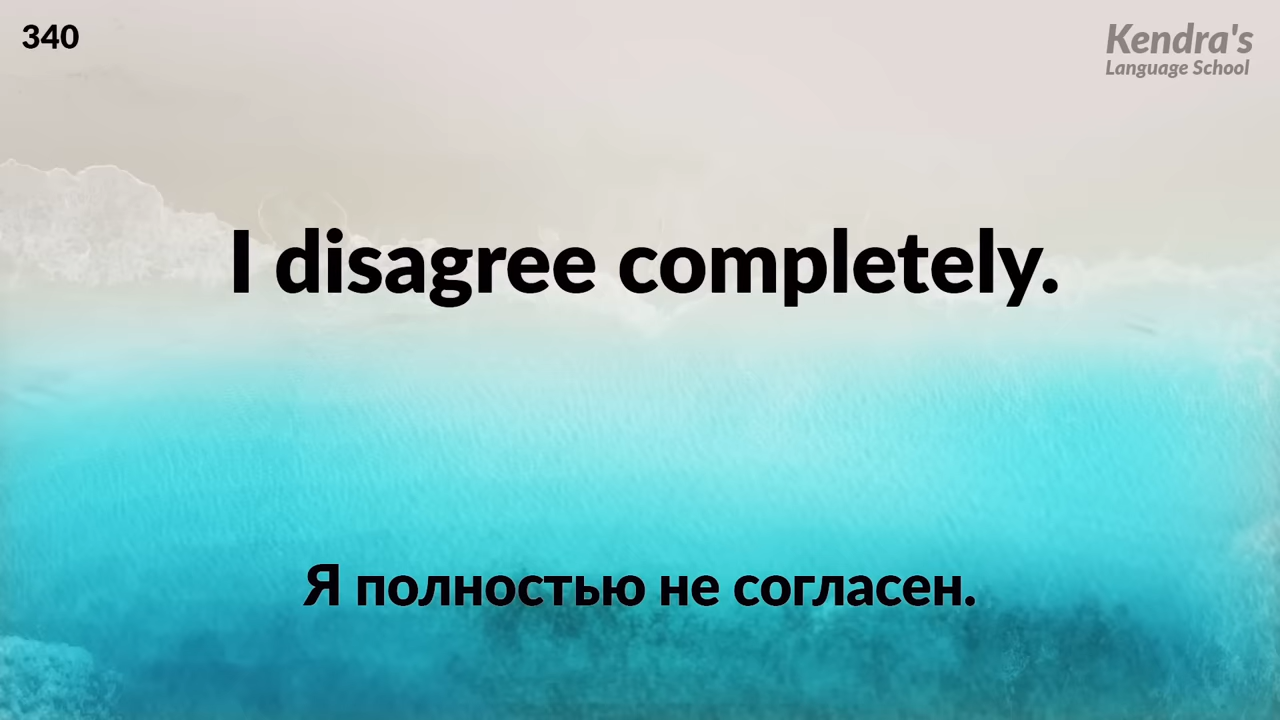 340
Kendra's
Language School
I disagree completely.
Я полностью не согласен.